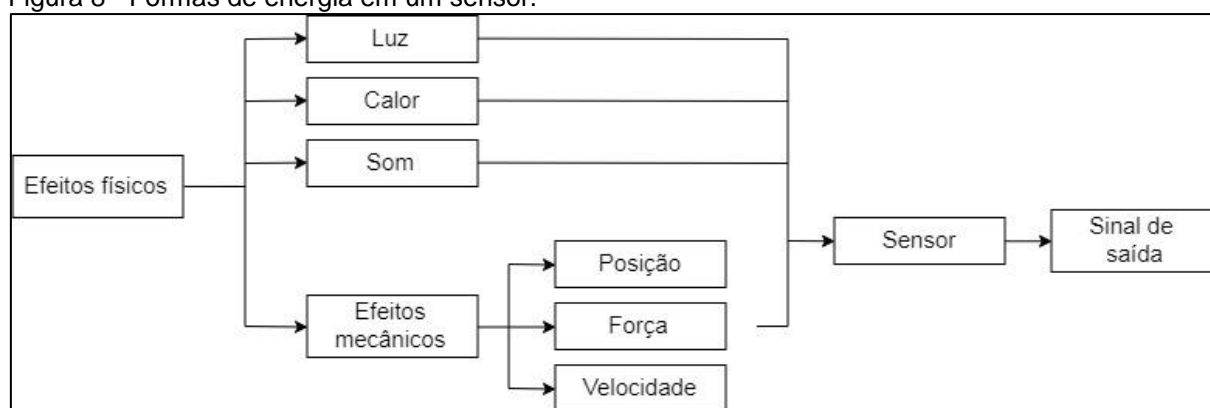 Figura 8 - Formas de energia em um sensor.
Luz
Calor
Som
Efeitos físicos
Sensor
Sinal de
saída
Posição
Efeitos
mecânicos
Força
Velocidade